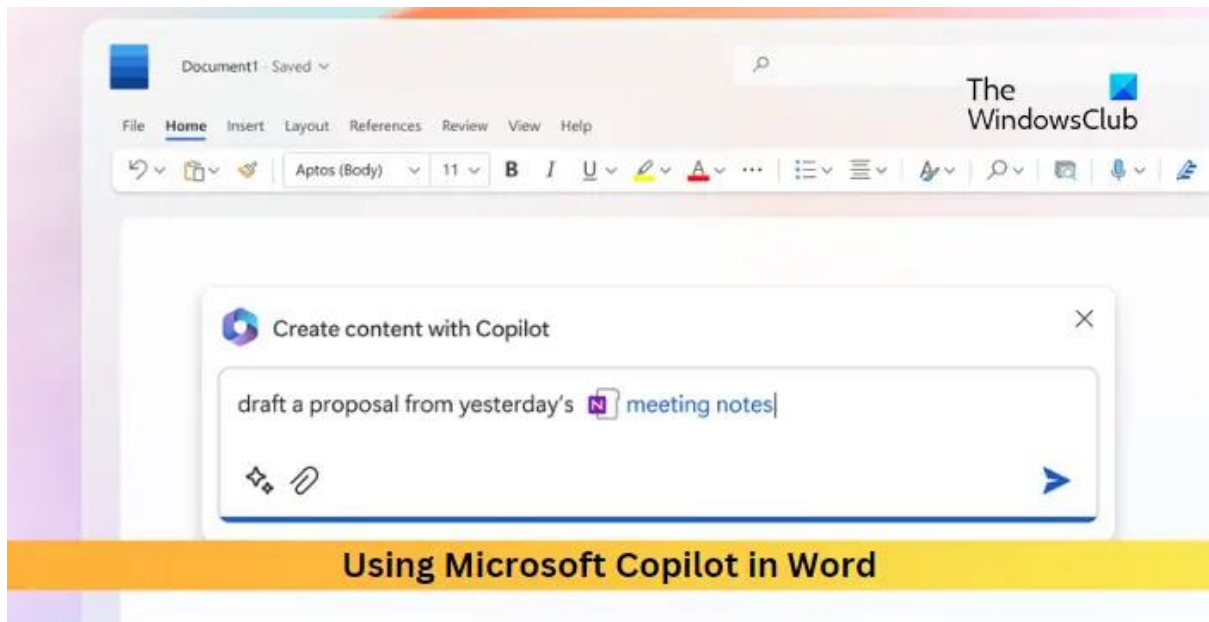 Document1 · Saved
The
WindowsClub
File Home Insert Layout References Review View Help
Aptos (Body) 11 B I U A
Create content with Copilot
draft a proposal from yesterday's N meeting notes
Using Microsoft Copilot in Word